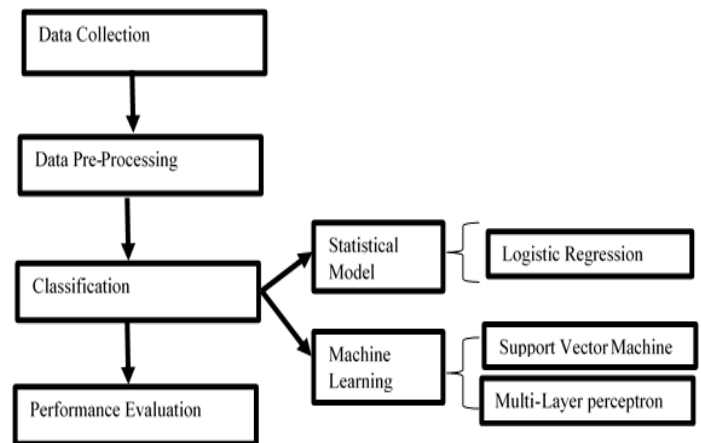 Data Collection
Data Pre-Processing
Classification
Performance Evaluation
Statistical
Model
Logistic Regression
Machine
Learning
Support Vector Machine
Multi-Layer perceptron